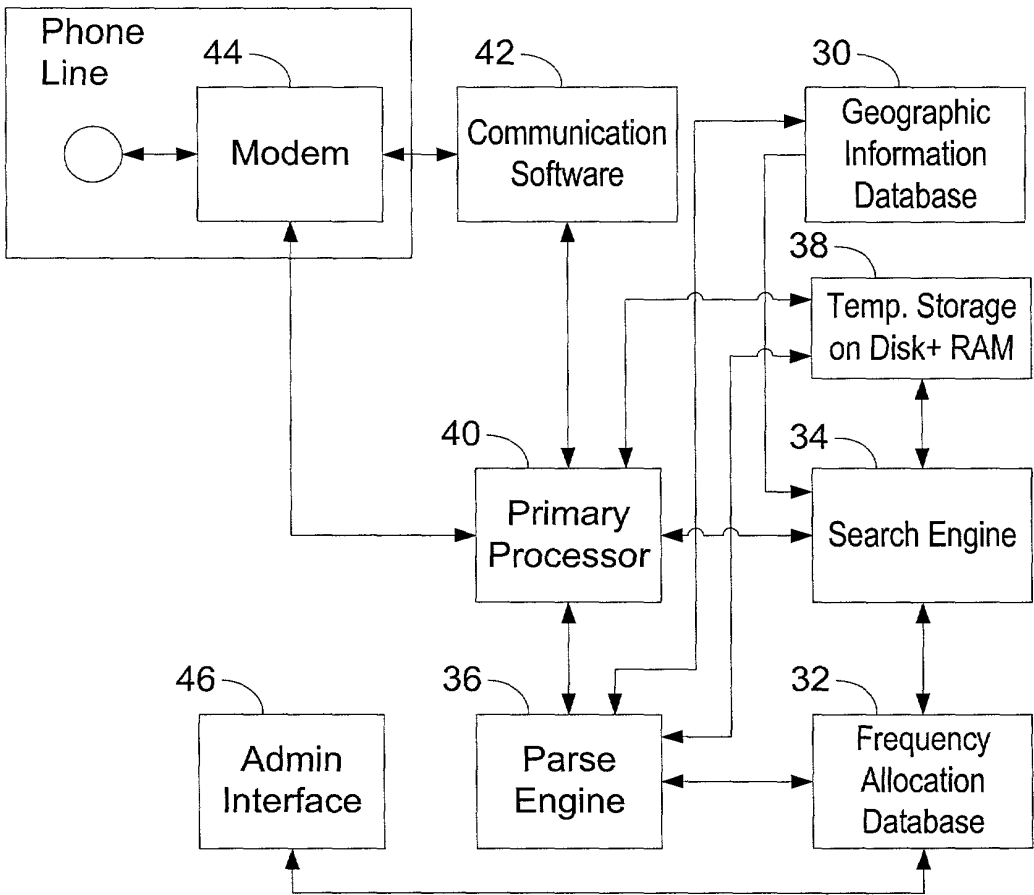 Phone
Line
44
Modem
42
Communication
Software
30
Geographic
Information
Database
38
Temp. Storage
on Disk+ RAM
40
Primary
Processor
34
Search Engine
46
Admin
Interface
36
Parse
Engine
32
Frequency
Allocation
Database